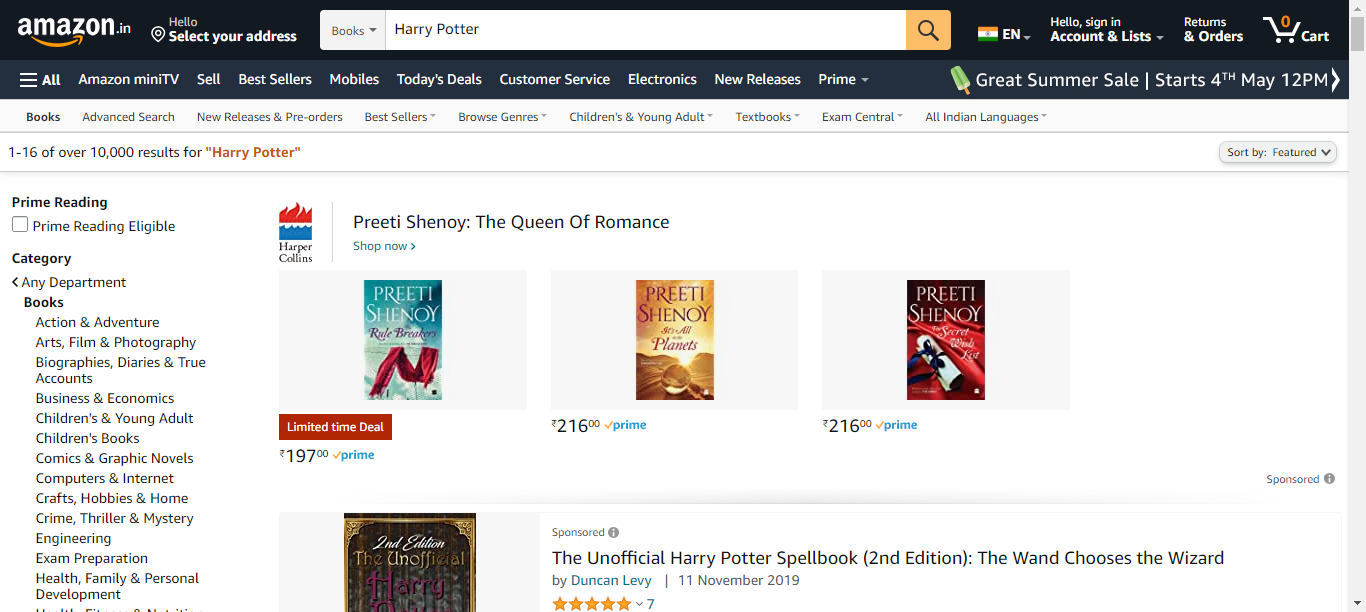 amazon.in
Hello
Select your address
Books
Harry Potter
EN
Hello, sign in
Account & Lists
Returns
& Orders
0
Cart
All
Amazon miniTV
Sell
Best Sellers
Mobiles
Today's Deals
Customer Service
Electronics
New Releases
Prime
Great Summer Sale | Starts 4TH May 12PM
Books
Advanced Search
New Releases & Pre-orders
Best Sellers
Browse Genres
Children's & Young Adult
Textbooks
Exam Central
All Indian Languages
1-16 of over 10,000 results for "Harry Potter"
Sort by: Featured
Prime Reading
Prime Reading Eligible
Category
Any Department
Books
Action & Adventure
Arts, Film & Photography
Biographies, Diaries & True
Accounts
Business & Economics
Children's & Young Adult
Children's Books
Comics & Graphic Novels
Computers & Internet
Crafts, Hobbies & Home
Crime, Thriller & Mystery
Engineering
Exam Preparation
Health, Family & Personal
Development
Health, Fitness & Nutrition
Harper
Collins
Preeti Shenoy: The Queen Of Romance
Shop now
PREETI
SHENOY
The
Rule Breakers
PREETI
SHENOY
It's All
in the
Planets
PREETI
SHENOY
The
Secret
Wish
List
Limited time Deal
₹19700 prime
₹21600 prime
₹21600 prime
Sponsored
2nd Edition
The Unofficial
Harry
Potter
Sponsored
The Unofficial Harry Potter Spellbook (2nd Edition): The Wand Chooses the Wizard
by Duncan Levy | 11 November 2019
7